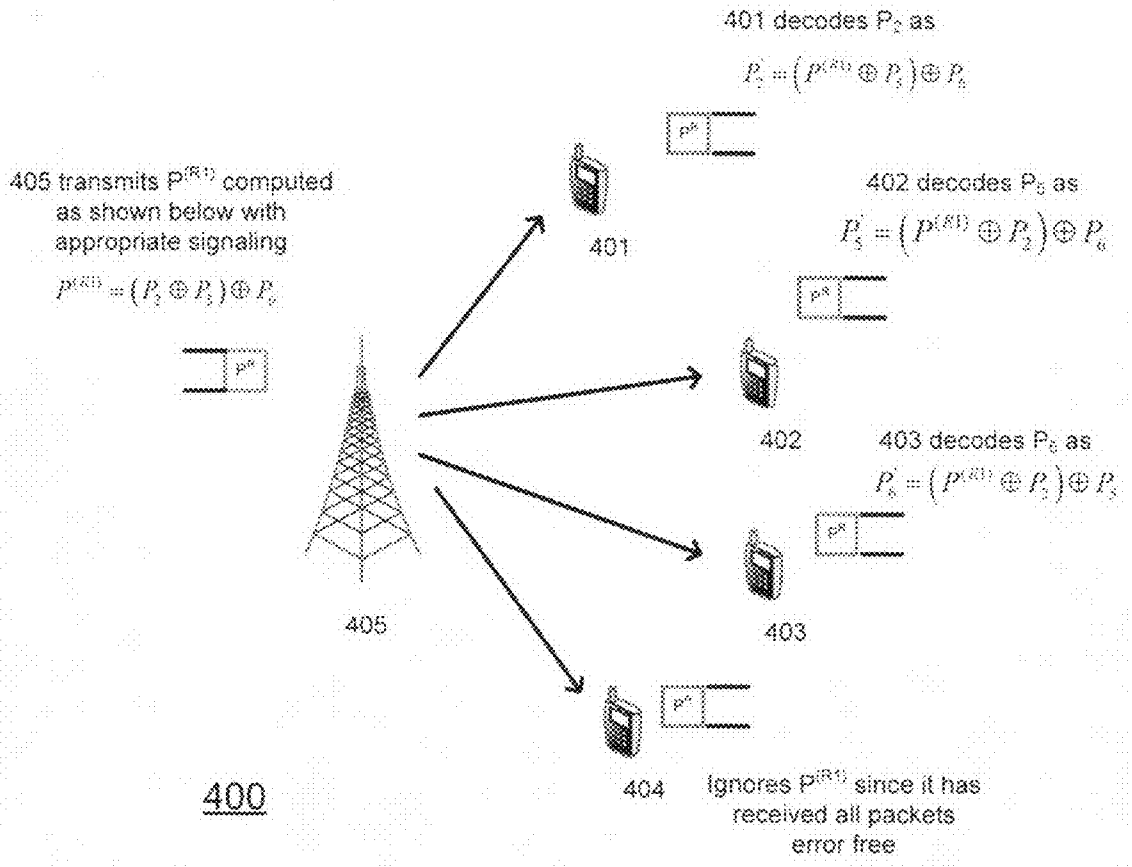 401 decodes P₂ as
P₂' = (P^(R1) ⊕ P₅) ⊕ P₆
P^R
405 transmits P^(R1) computed
as shown below with
appropriate signaling
P^(R1) = (P₂ ⊕ P₅) ⊕ P₆
P^R
401
402 decodes P₅ as
P₅' = (P^(R1) ⊕ P₂) ⊕ P₆
P^R
402
403 decodes P₆ as
P₆' = (P^(R1) ⊕ P₂) ⊕ P₅
P^R
403
405
P^R
404
Ignores P^(R1) since it has
received all packets
error free
400